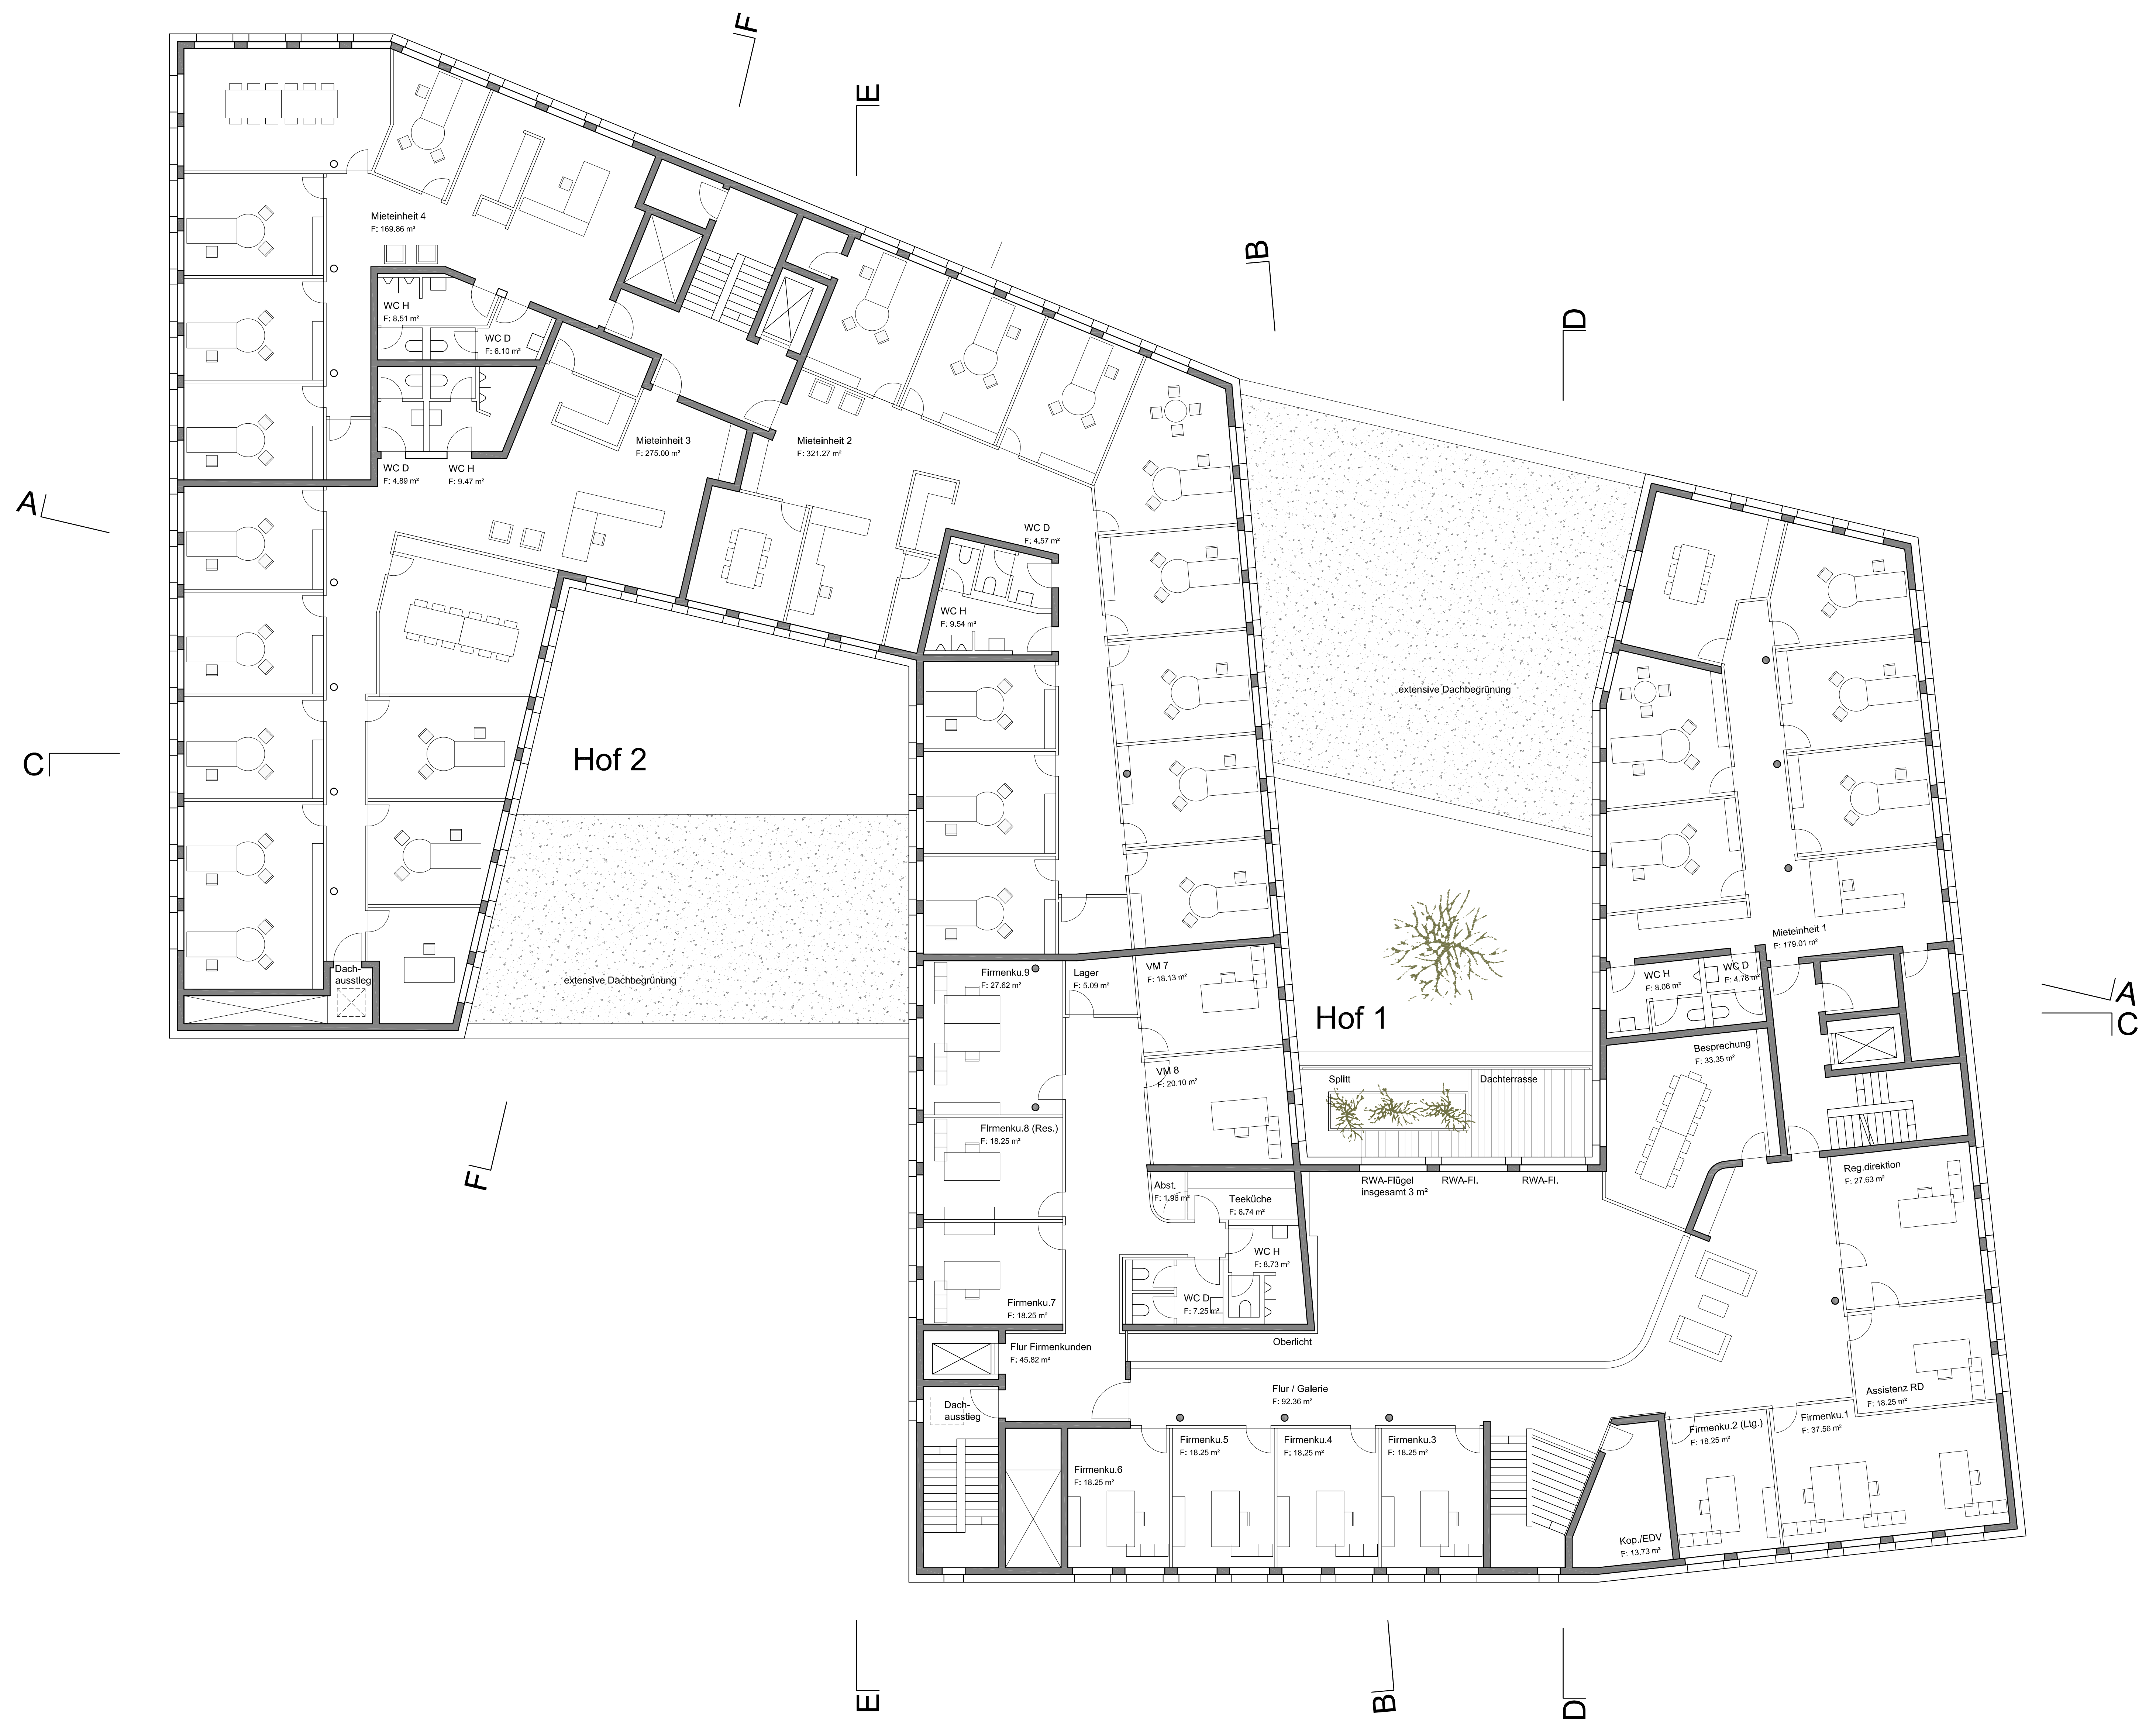 F
E
B
D
A
C
Mieteinheit 4
F: 169.86 m²
WC H
F: 8.51 m²
WC D
F: 6.10 m²
WC D
F: 4.89 m²
WC H
F: 9.47 m²
Mieteinheit 3
F: 275.00 m²
Mieteinheit 2
F: 321.27 m²
WC D
F: 4.57 m²
WC H
F: 9.54 m²
extensive Dachbegrünung
Hof 2
extensive Dachbegrünung
Dach-
ausstieg
Mieteinheit 1
F: 179.01 m²
WC H
F: 8.06 m²
WC D
F: 4.78 m²
A
C
Hof 1
Firmenku.9
F: 27.62 m²
Lager
F: 5.09 m²
VM 7
F: 18.13 m²
VM 8
F: 20.10 m²
Besprechung
F: 33.35 m²
Splitt
Dachterrasse
Firmenku.8 (Res.)
F: 18.25 m²
RWA-Flügel
insgesamt 3 m²
RWA-Fl.
RWA-Fl.
Reg.direktion
F: 27.63 m²
Abst.
F: 1.96 m²
Teeküche
F: 6.74 m²
WC H
F: 8.73 m²
WC D
F: 7.25 m²
Firmenku.7
F: 18.25 m²
Flur Firmenkunden
F: 45.82 m²
Oberlicht
Flur / Galerie
F: 92.36 m²
Assistenz RD
F: 18.25 m²
Dach-
ausstieg
Firmenku.6
F: 18.25 m²
Firmenku.5
F: 18.25 m²
Firmenku.4
F: 18.25 m²
Firmenku.3
F: 18.25 m²
Firmenku.2 (Ltg.)
F: 18.25 m²
Firmenku.1
F: 37.56 m²
Kop./EDV
F: 13.73 m²
F
E
B
D